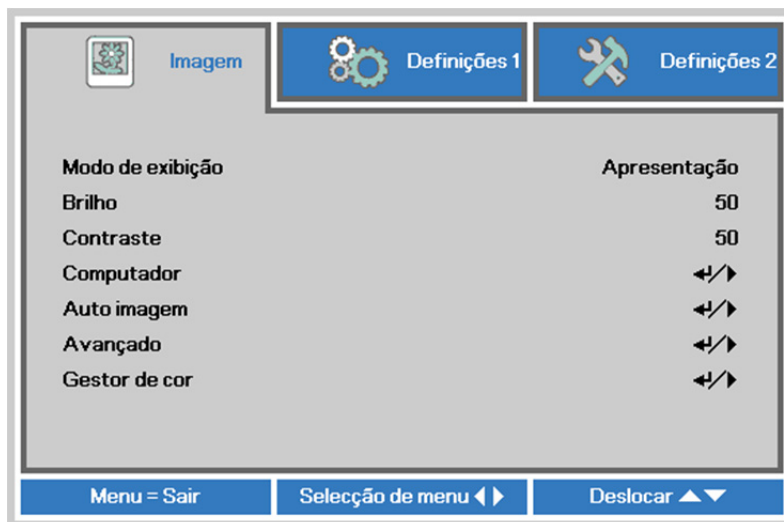 Imagem Definições 1 Definições 2
Modo de exibição Apresentação
Brilho 50
Contraste 50
Computador ↵/▶
Auto imagem ↵/▶
Avançado ↵/▶
Gestor de cor ↵/▶
Menu = Sair Selecção de menu ◀▶ Deslocar ▲▼